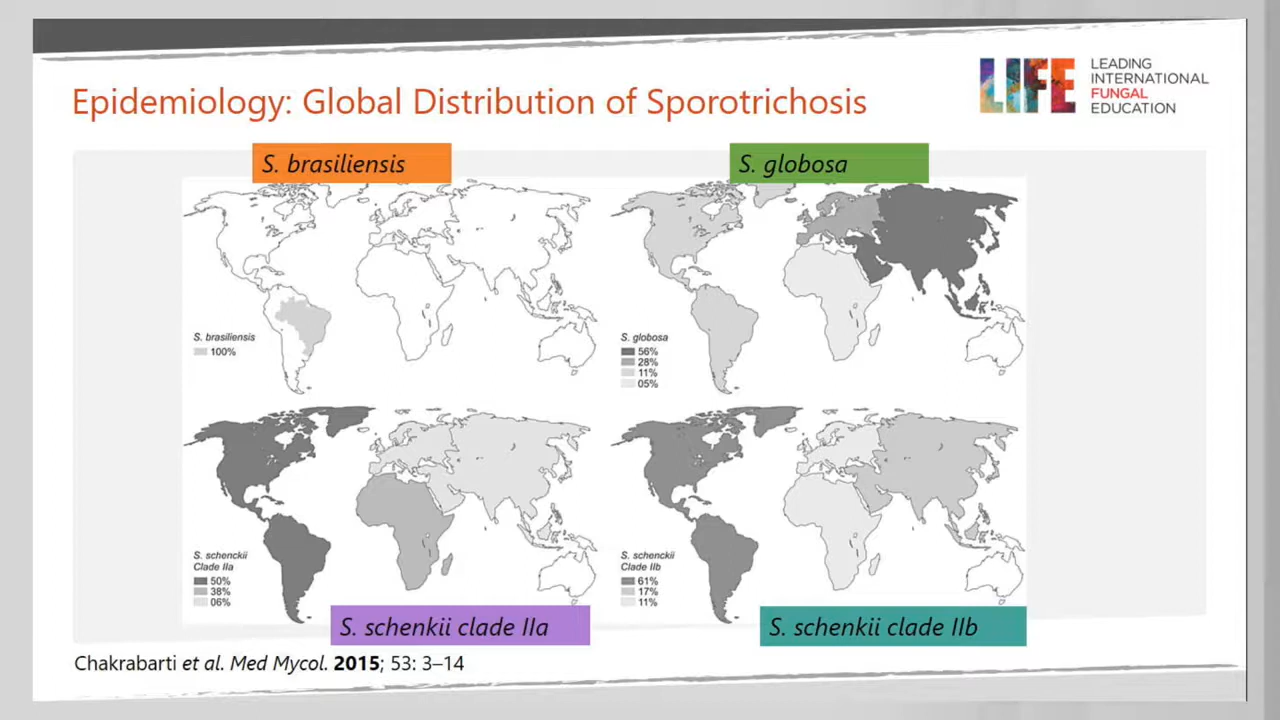 Epidemiology: Global Distribution of Sporotrichosis
LIFE
LEADING
INTERNATIONAL
FUNGAL
EDUCATION
S. brasiliensis
S. globosa
S. brasiliensis
100%
S. globosa
56%
28%
11%
05%
S. schenckii
Clade IIa
50%
38%
06%
S. schenckii
Clade IIb
61%
17%
11%
S. schenkii clade IIa
S. schenkii clade IIb
Chakrabarti et al. Med Mycol. 2015; 53: 3–14